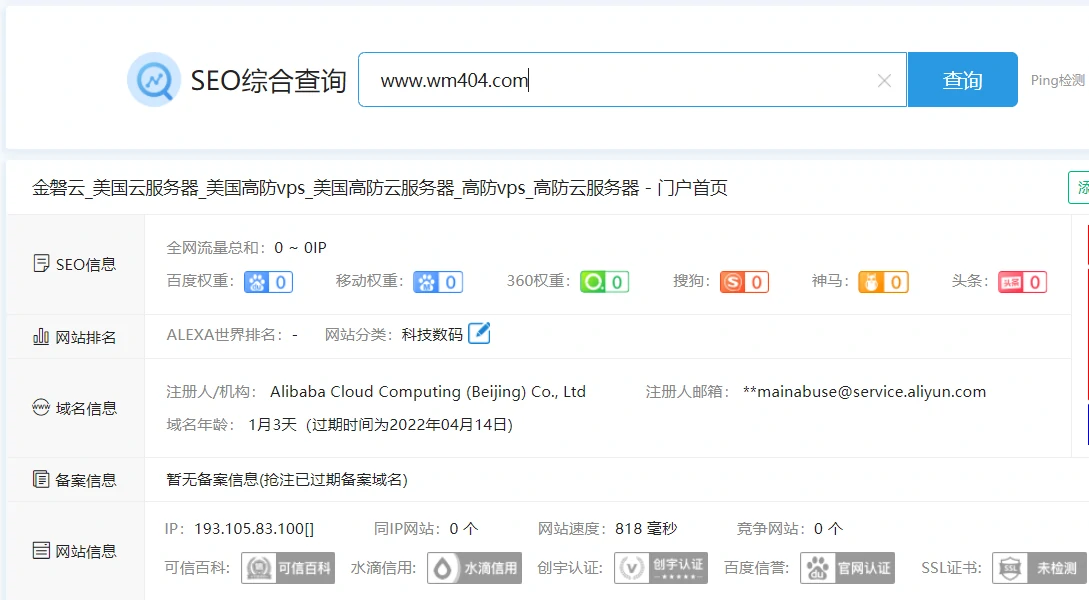 SEO综合查询 www.wm404.com 查询 Ping检测
金磐云_美国云服务器_美国高防vps_美国高防云服务器_高防vps_高防云服务器 - 门户首页
SEO信息
全网流量总和：0 ~ 0IP
百度权重：0 移动权重：0 360权重：0 搜狗：0 神马：0 头条：头条 0
网站排名 ALEXA世界排名：- 网站分类：科技数码
域名信息
注册人/机构： Alibaba Cloud Computing (Beijing) Co., Ltd 注册人邮箱： **mainabuse@service.aliyun.com
域名年龄： 1月3天 (过期时间为2022年04月14日)
备案信息 暂无备案信息(抢注已过期备案域名)
网站信息
IP：193.105.83.100[] 同IP网站：0 个 网站速度：818 毫秒 竞争网站：0 个
可信百科: 可信百科 水滴信用: 水滴信用 创宇认证: 创宇认证 百度信誉: du 官网认证 SSL证书: SSL 未检测